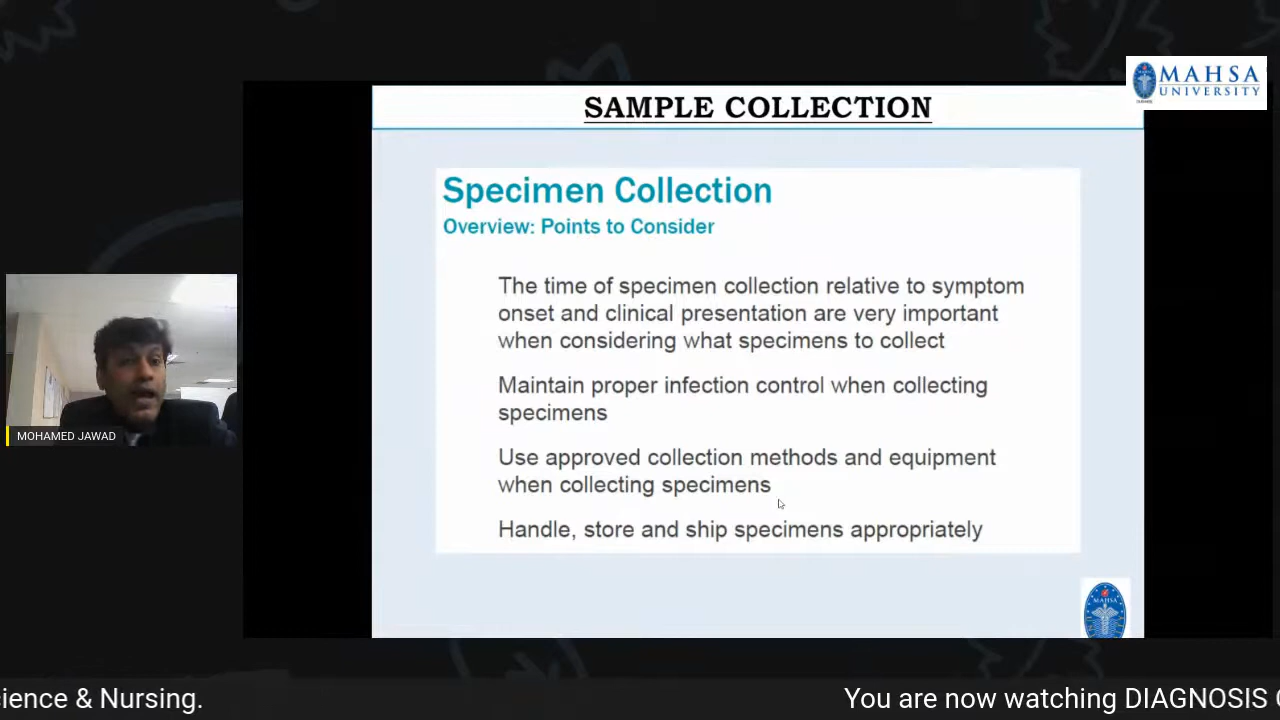 MAHSA
UNIVERSITY
SAMPLE COLLECTION
Specimen Collection
Overview: Points to Consider
The time of specimen collection relative to symptom
onset and clinical presentation are very important
when considering what specimens to collect
Maintain proper infection control when collecting
specimens
Use approved collection methods and equipment
when collecting specimens
Handle, store and ship specimens appropriately
MOHAMED JAWAD
MAHSA
ience & Nursing.
You are now watching DIAGNOSIS